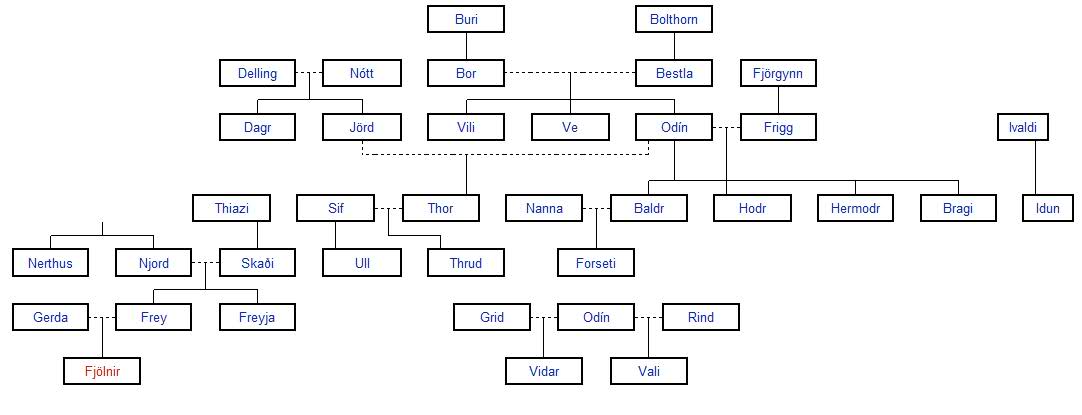 Buri Bolthorn
Delling Nótt Bor Bestla Fjörgynn
Dagr Jörd Vili Ve Odín Frigg Ivaldi
Thiazi Sif Thor Nanna Baldr Hodr Hermodr Bragi Idun
Nerthus Njord Skaði Ull Thrud Forseti
Gerda Frey Freyja Grid Odín Rind
Fjölnir Vidar Vali